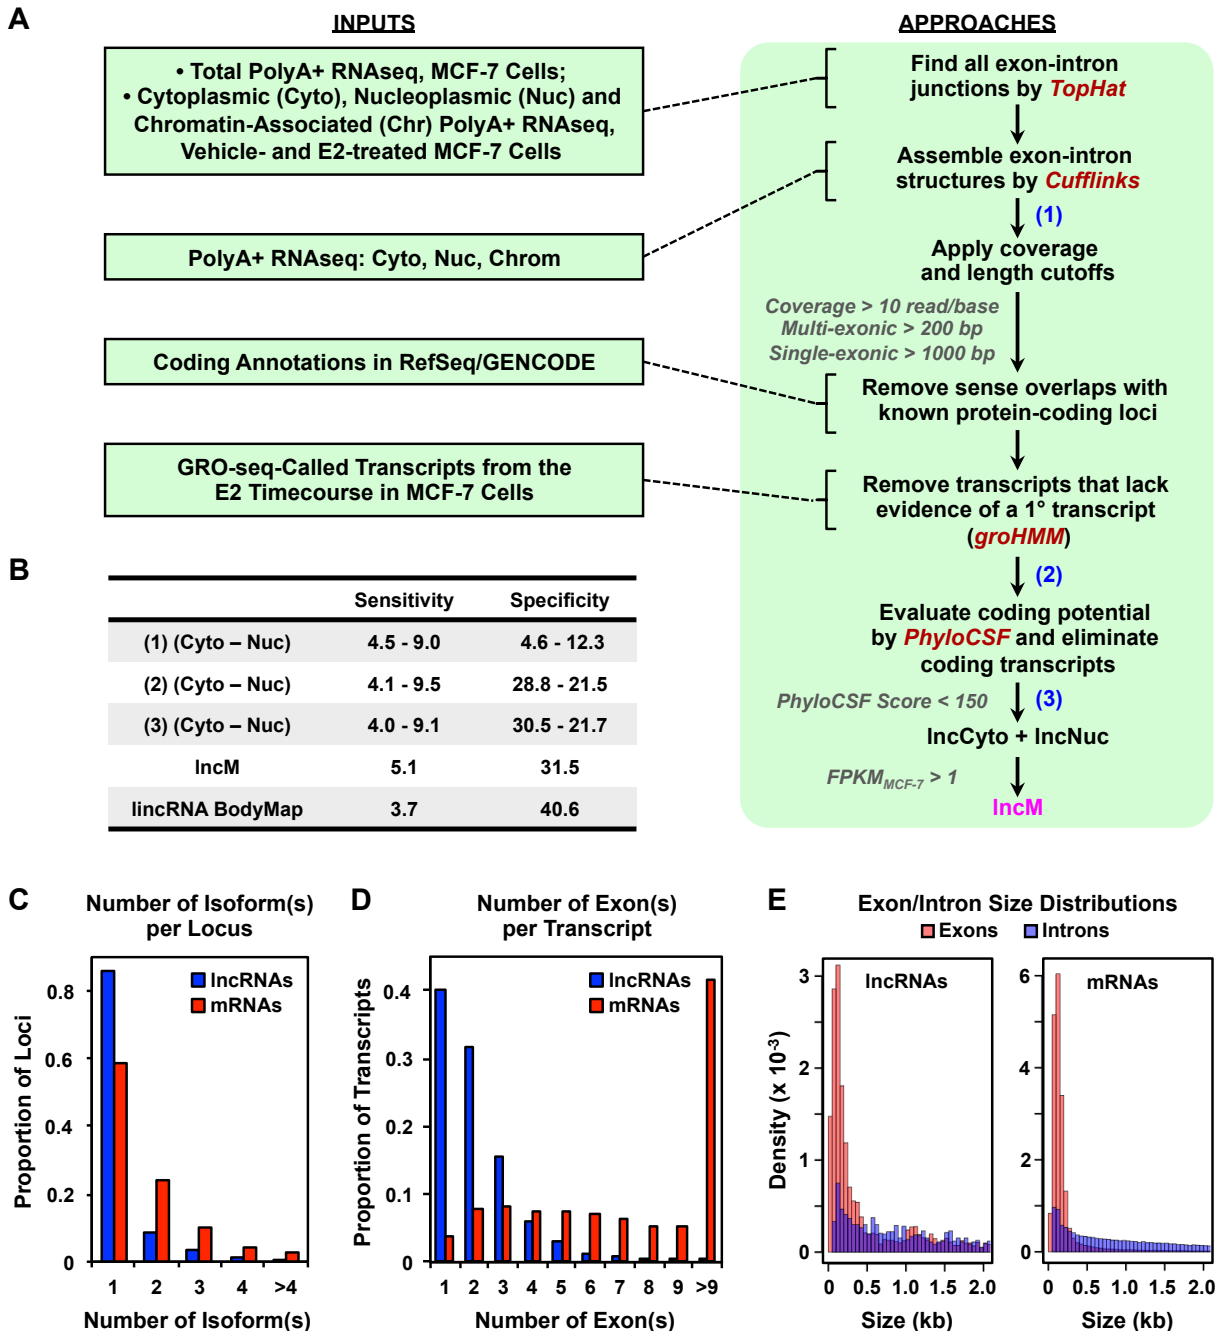 A
INPUTS
• Total PolyA+ RNAseq, MCF-7 Cells;
• Cytoplasmic (Cyto), Nucleoplasmic (Nuc) and
Chromatin-Associated (Chr) PolyA+ RNAseq,
Vehicle- and E2-treated MCF-7 Cells
PolyA+ RNAseq: Cyto, Nuc, Chrom
Coding Annotations in RefSeq/GENCODE
GRO-seq-Called Transcripts from the
E2 Timecourse in MCF-7 Cells
APPROACHES
Find all exon-intron
junctions by TopHat
Assemble exon-intron
structures by Cufflinks
(1)
Apply coverage
and length cutoffs
Coverage > 10 read/base
Multi-exonic > 200 bp
Single-exonic > 1000 bp
Remove sense overlaps with
known protein-coding loci
Remove transcripts that lack
evidence of a 1° transcript
(groHMM)
(2)
Evaluate coding potential
by PhyloCSF and eliminate
coding transcripts
PhyloCSF Score < 150
(3)
lncCyto + lncNuc
FPKM MCF-7 > 1
lncM
B
Sensitivity Specificity
(1) (Cyto – Nuc) 4.5 - 9.0 4.6 - 12.3
(2) (Cyto – Nuc) 4.1 - 9.5 28.8 - 21.5
(3) (Cyto – Nuc) 4.0 - 9.1 30.5 - 21.7
lncM 5.1 31.5
lincRNA BodyMap 3.7 40.6
C
Number of Isoform(s)
per Locus
lncRNAs
mRNAs
Proportion of Loci
0.8
0.6
0.4
0.2
0
1 2 3 4 >4
Number of Isoform(s)
D
Number of Exon(s)
per Transcript
lncRNAs
mRNAs
Proportion of Transcripts
0.4
0.3
0.2
0.1
0
1 2 3 4 5 6 7 8 9 >9
Number of Exon(s)
E
Exon/Intron Size Distributions
Exons Introns
lncRNAs
Density (x 10-3)
3
2
1
0
0 0.5 1.0 1.5 2.0
Size (kb)
mRNAs
6
4
2
0
0 0.5 1.0 1.5 2.0
Size (kb)